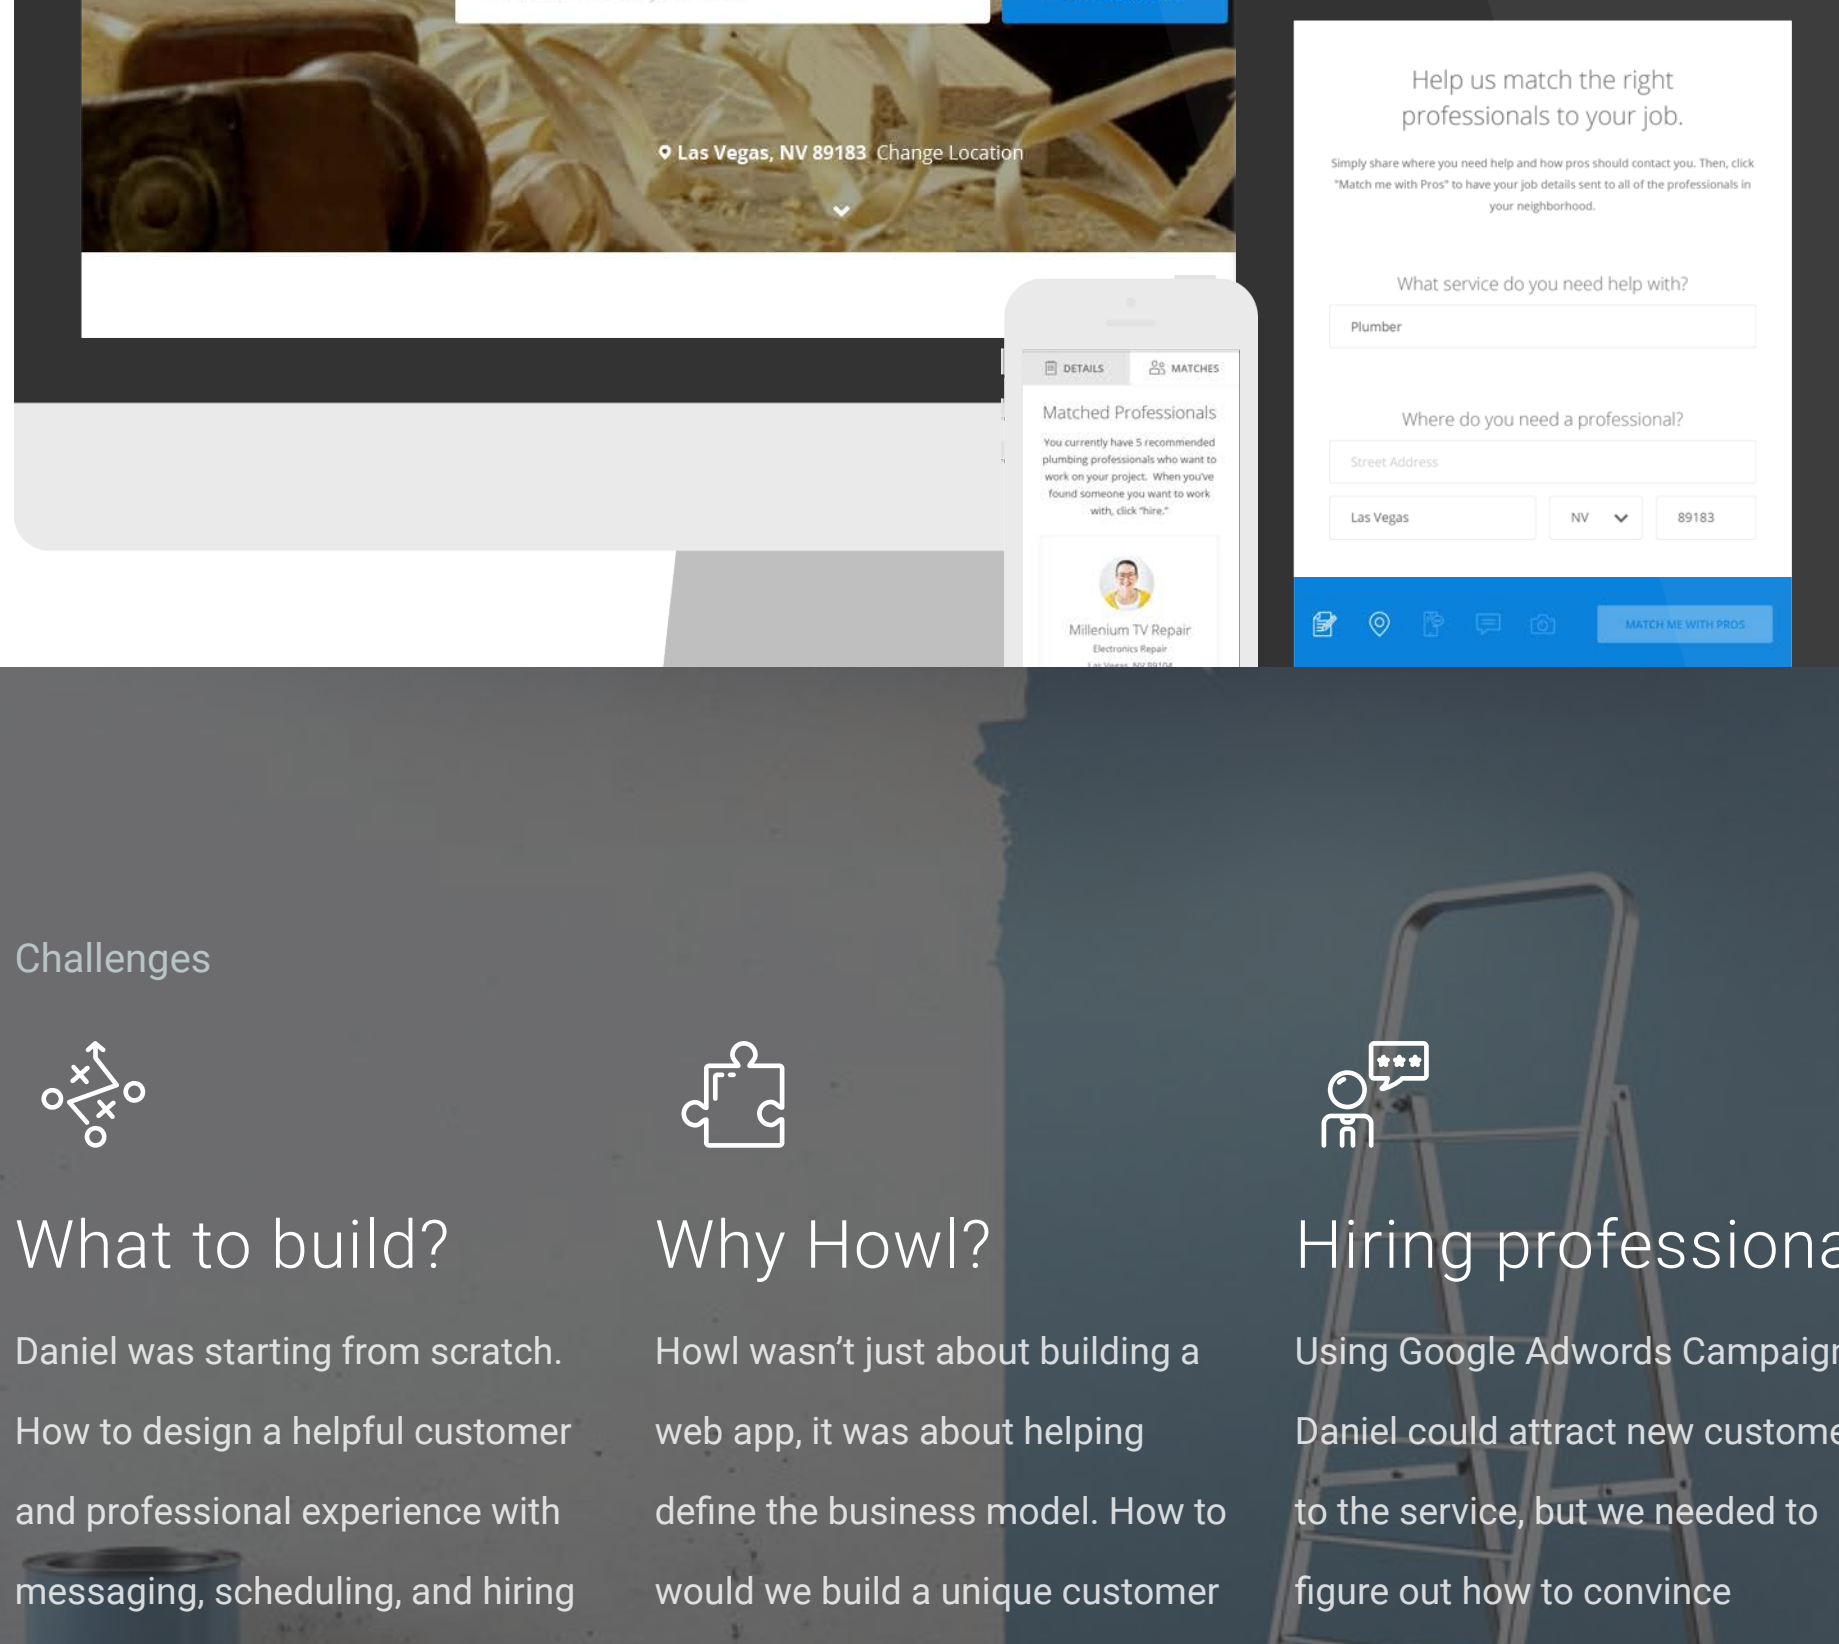 Las Vegas, NV 89183 Change Location
Help us match the right
professionals to your job.
Simply share where you need help and how pros should contact you. Then, click
"Match me with Pros" to have your job details sent to all of the professionals in
your neighborhood.
What service do you need help with?
Plumber
Where do you need a professional?
Street Address
Las Vegas NV 89183
MATCH ME WITH PROS
DETAILS MATCHES
Matched Professionals
You currently have 5 recommended
plumbing professionals who want to
work on your project. When you've
found someone you want to work
with, click "hire."
Millenium TV Repair
Electronics Repair
Las Vegas, NV 89104
Challenges
What to build?
Daniel was starting from scratch.
How to design a helpful customer
and professional experience with
messaging, scheduling, and hiring
Why Howl?
Howl wasn’t just about building a
web app, it was about helping
define the business model. How to
would we build a unique customer
Hiring professiona
Using Google Adwords Campaign
Daniel could attract new custome
to the service, but we needed to
figure out how to convince